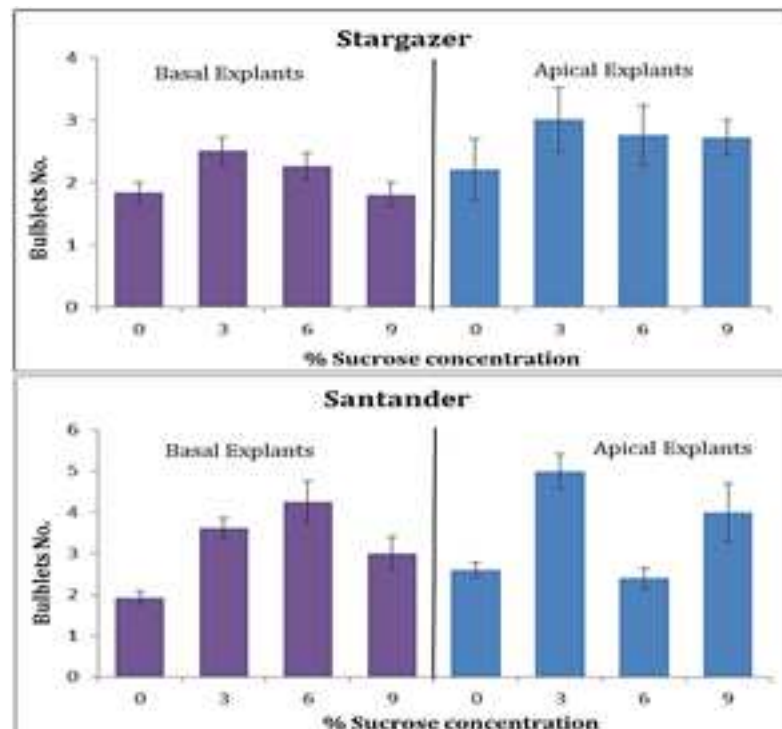 Stargazer
Basal Explants
Apical Explants
4
3
2
1
0
Bulblets No.
0 3 6 9 0 3 6 9
% Sucrose concentration
Santander
Basal Explants
Apical Explants
6
5
4
3
2
1
0
Bulblets No.
0 3 6 9 0 3 6 9
% Sucrose concentration